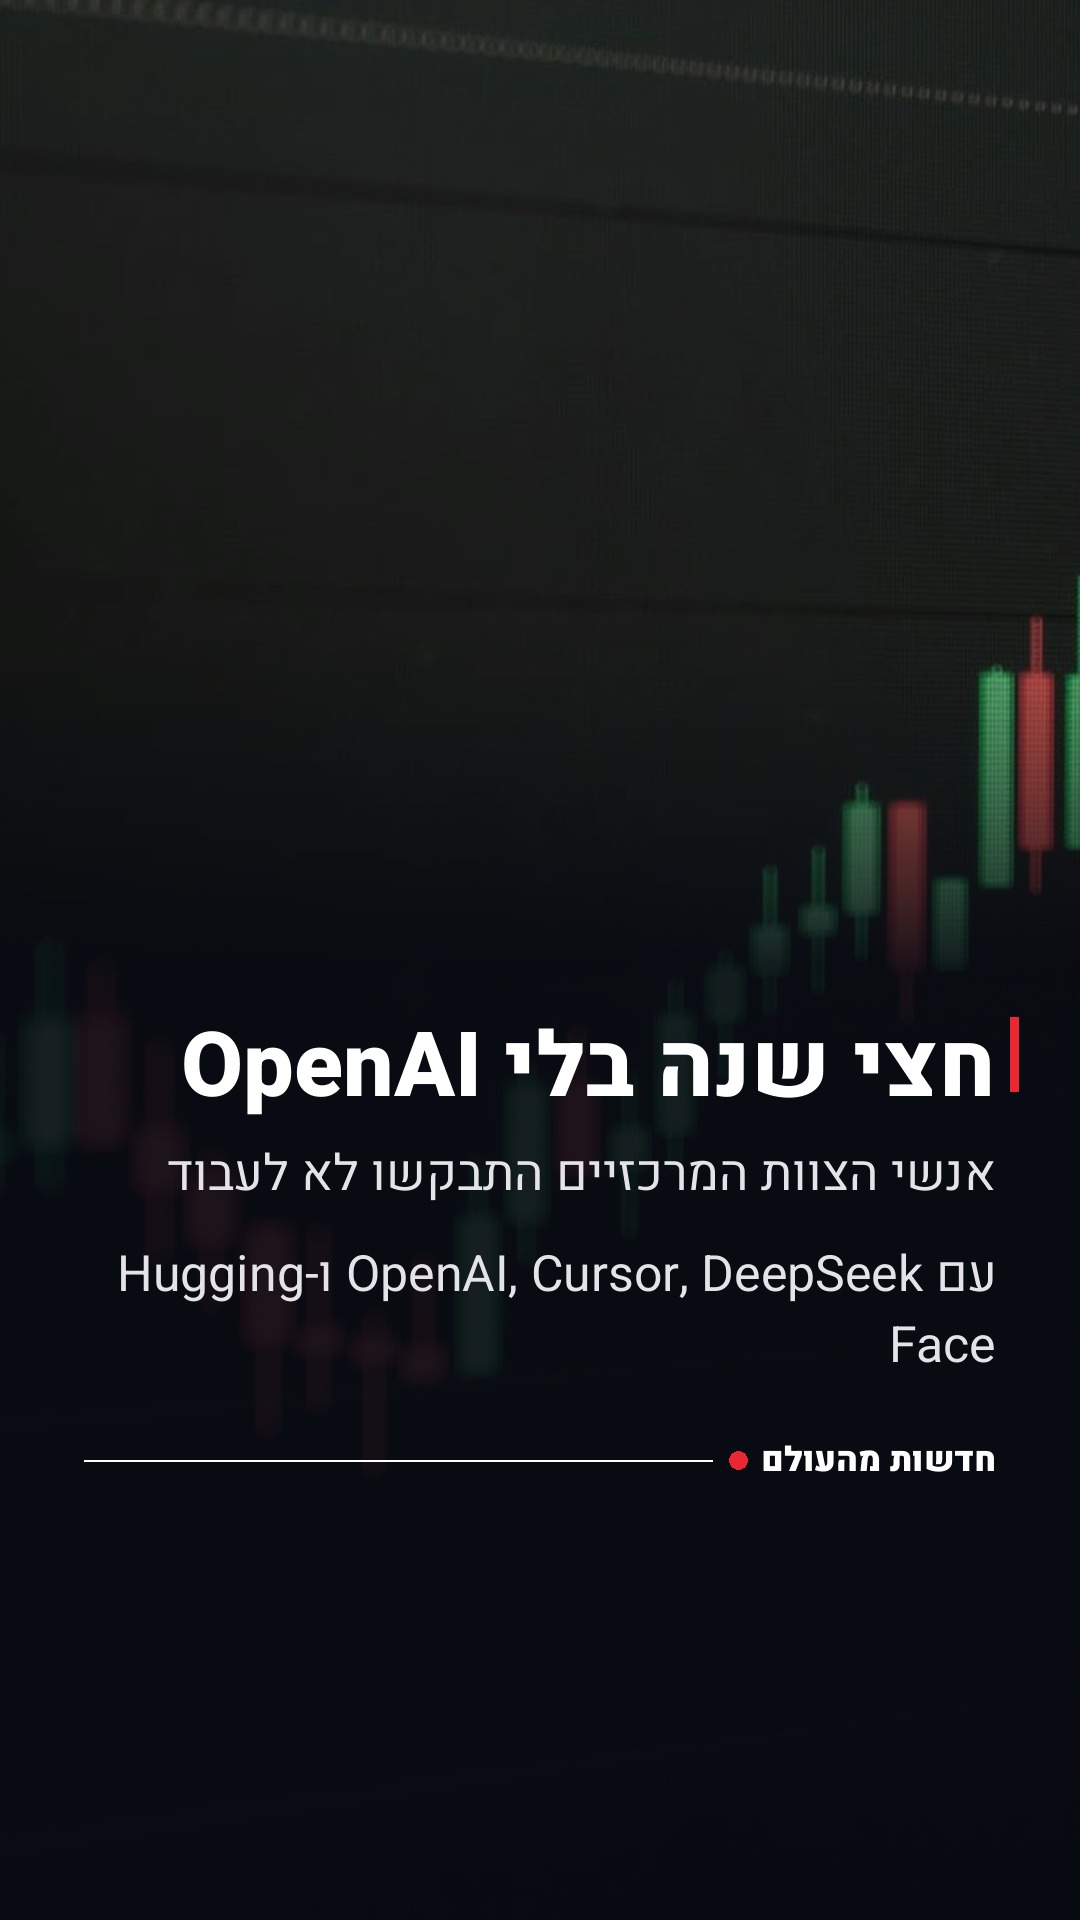 חצי שנה בלי OpenAI
אנשי הצוות המרכזיים התבקשו לא לעבוד
עם OpenAI, Cursor, DeepSeek ו-Hugging
Face
חדשות מהעולם